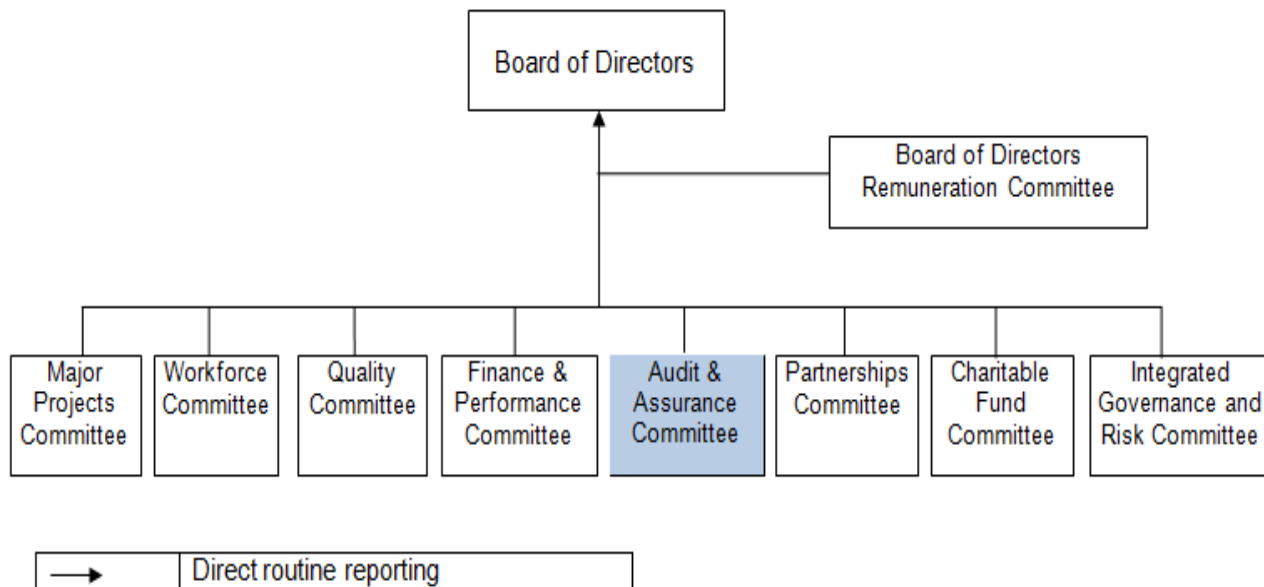 Board of Directors
Board of Directors
Remuneration Committee
Major
Projects
Committee
Workforce
Committee
Quality
Committee
Finance &
Performance
Committee
Audit &
Assurance
Committee
Partnerships
Committee
Charitable
Fund
Committee
Integrated
Governance and
Risk Committee
Direct routine reporting